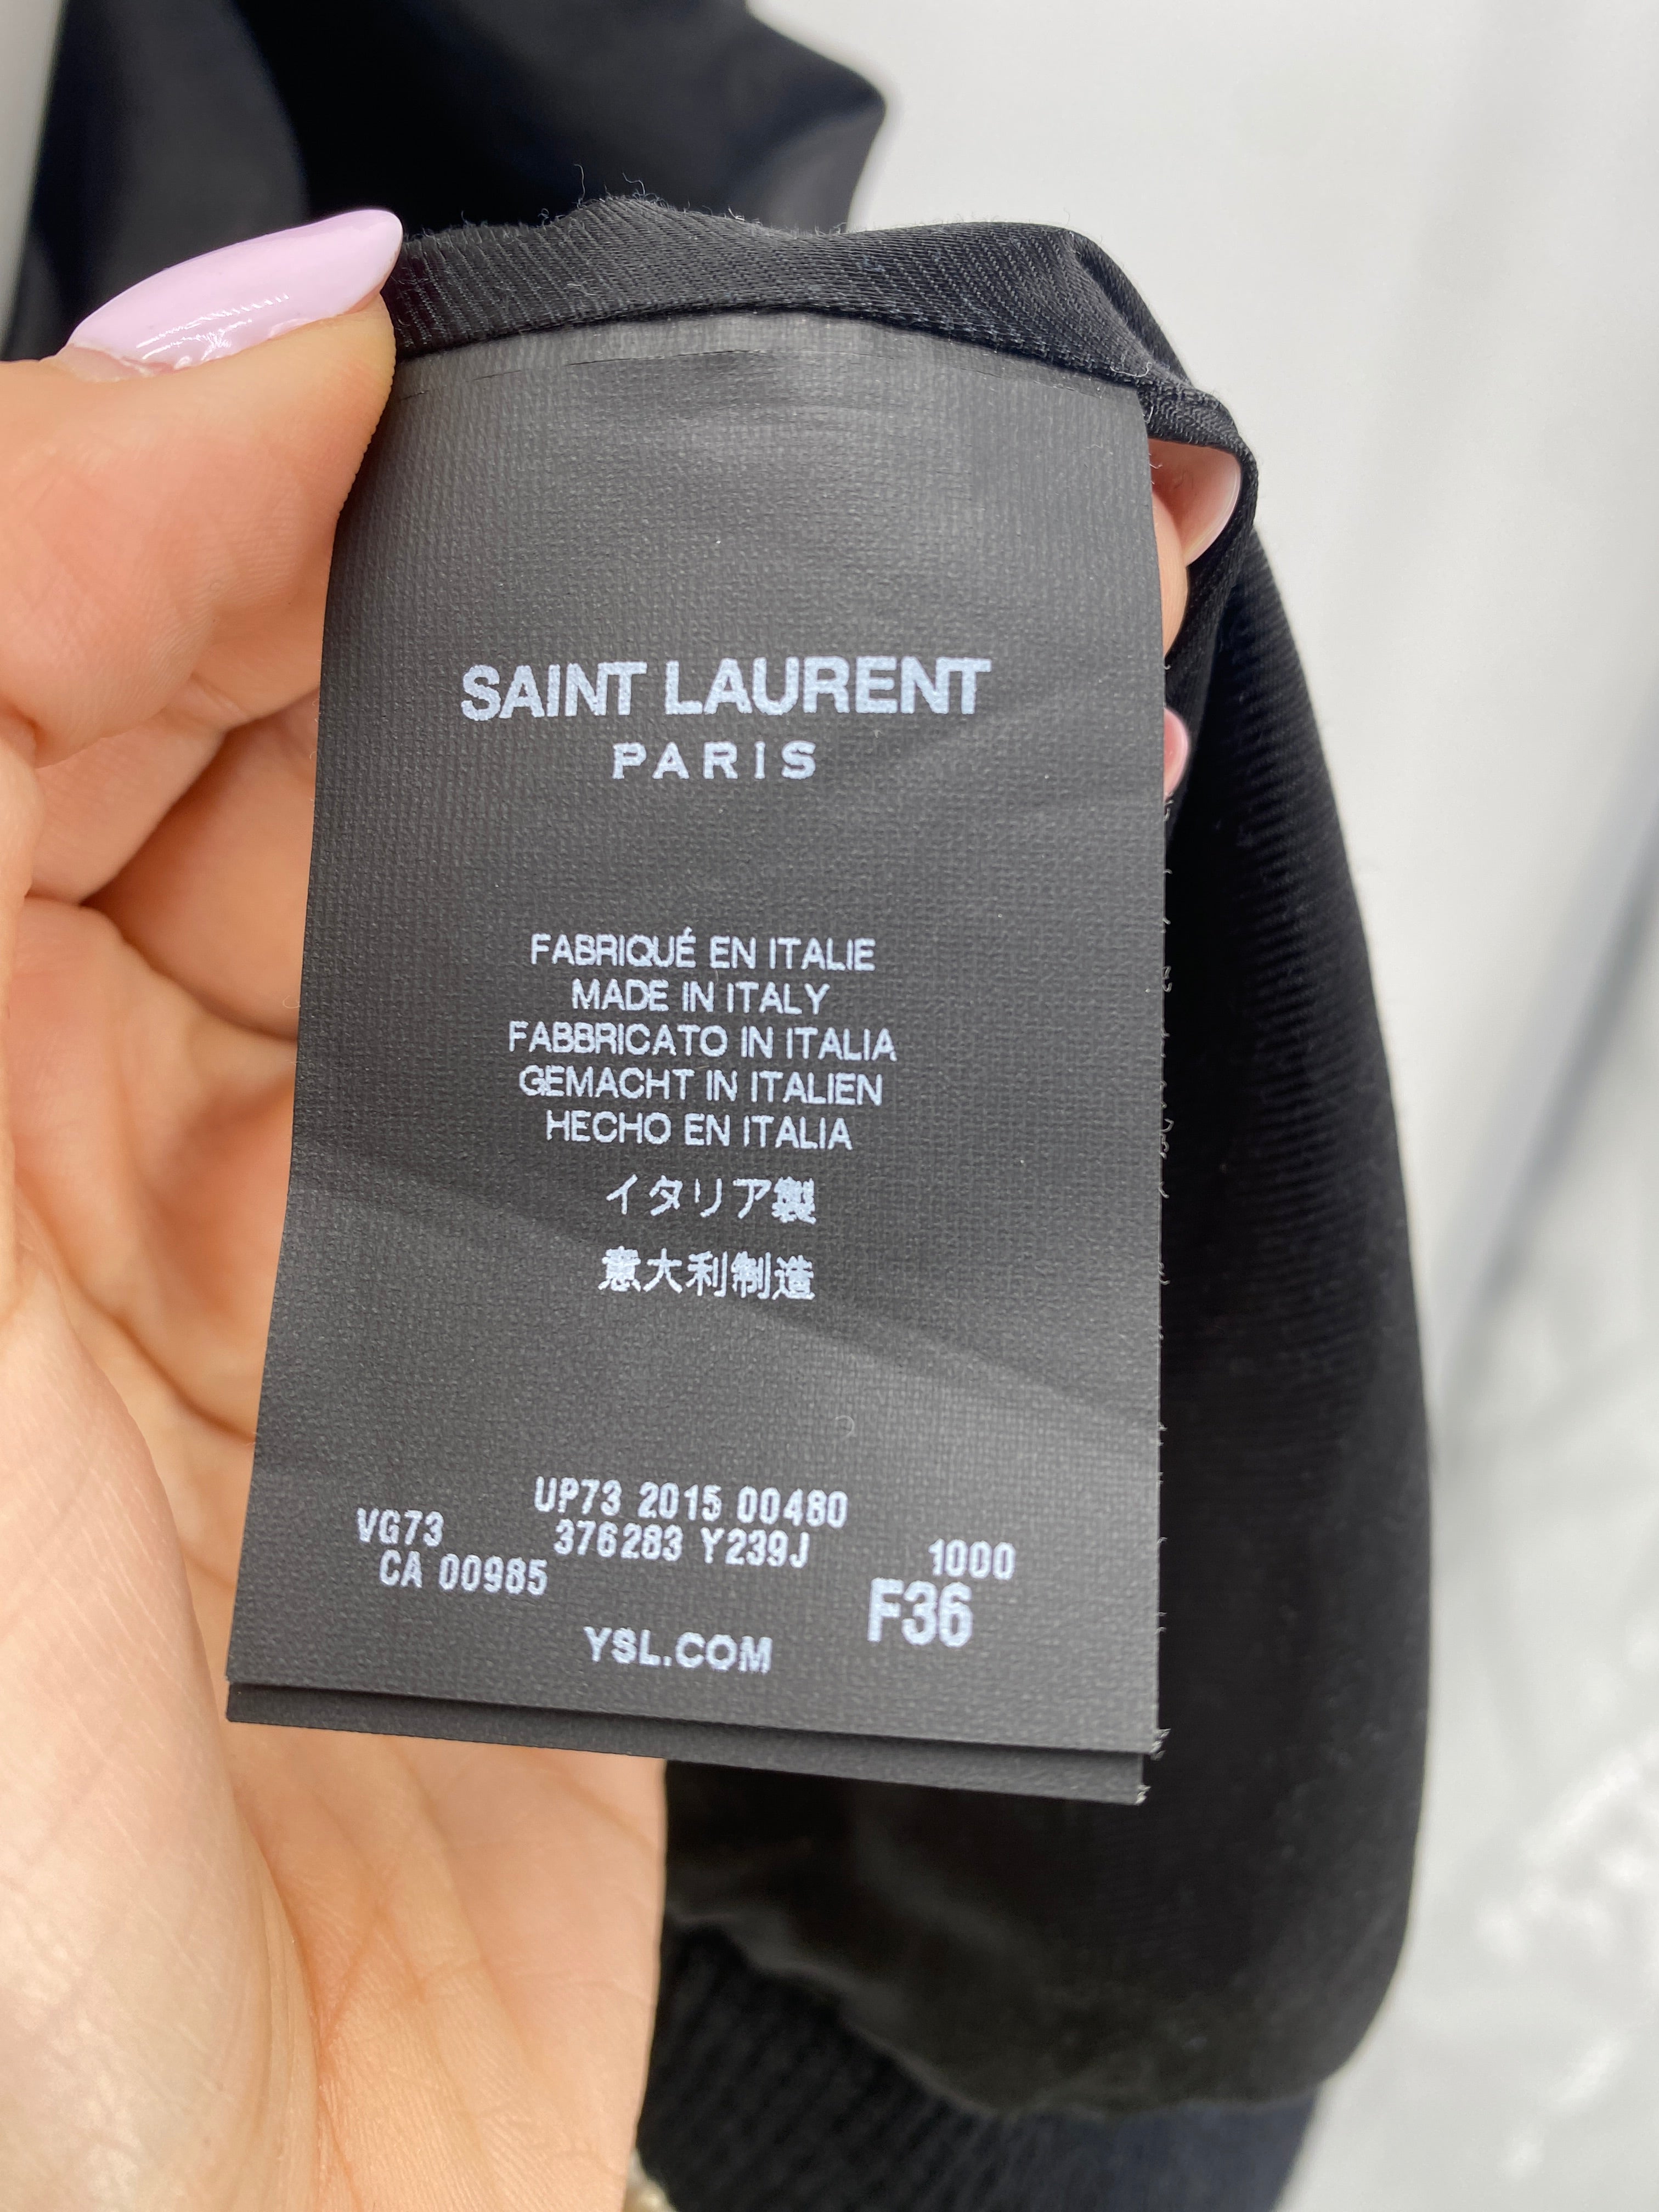 SAINT LAURENT
PARIS
FABRIQUÉ EN ITALIE
MADE IN ITALY
FABBRICATO IN ITALIA
GEMACHT IN ITALIEN
HECHO EN ITALIA
イタリア製
意大利制造
UP73 2015 00480
VG73 376283 Y239J 1000
CA 00985 F36
YSL.COM